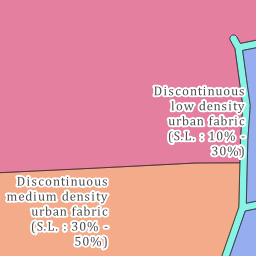 Discontinuous
low density
urban fabric
(S.L. : 10% -
30%)
Discontinuous
medium density
urban fabric
(S.L. : 30% -
50%)